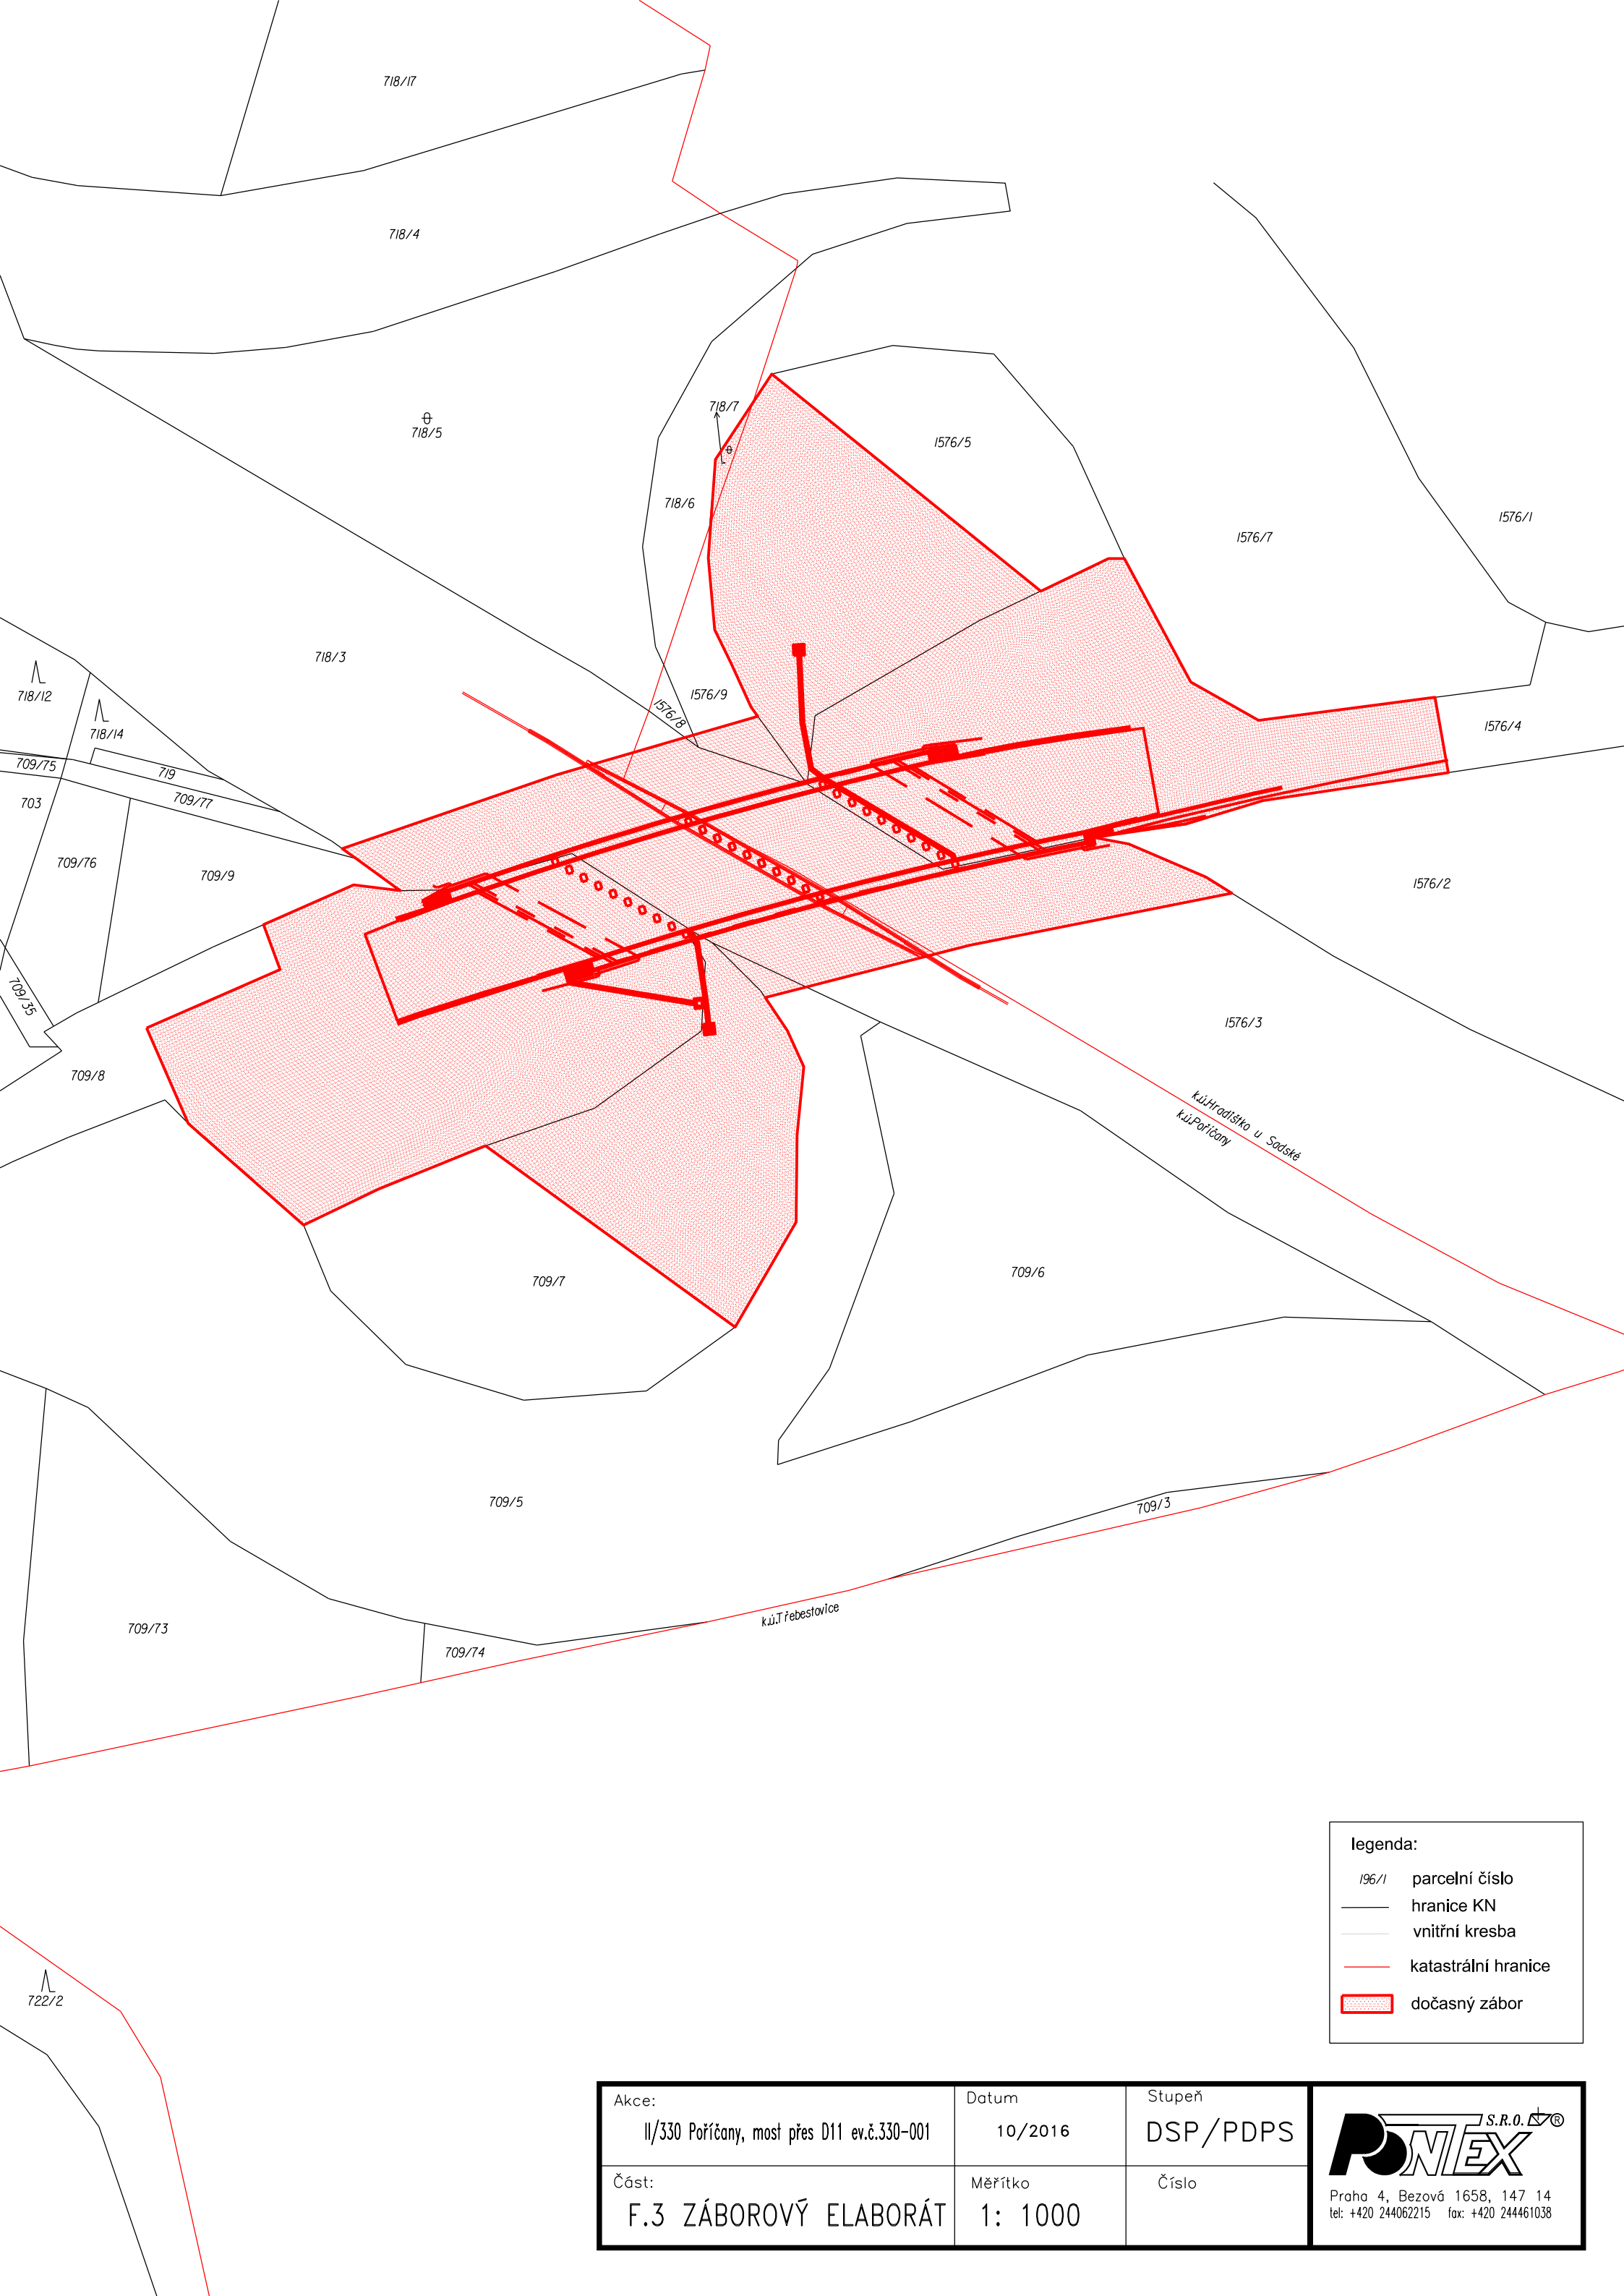 718/17
718/4
718/7
718/5
1576/5
718/6
1576/1
1576/7
718/3
718/12
1576/9
1576/8
718/14
1576/4
709/75
719
703
709/77
709/76
709/9
1576/2
709/35
1576/3
709/8
k.ú.Hradištko u Sadské
k.ú.Poříčany
709/7
709/6
709/5
709/3
k.ú.Třebestovice
709/73
709/74
722/2
legenda:
196/1 parcelní číslo
hranice KN
vnitřní kresba
katastrální hranice
dočasný zábor
Akce:
II/330 Poříčany, most přes D11 ev.č.330-001
Datum
10/2016
Stupeň
DSP/PDPS
Část:
F.3 ZÁBOROVÝ ELABORÁT
Měřítko
1: 1000
Číslo
PONTEX S.R.O. ®
Praha 4, Bezová 1658, 147 14
tel: +420 244062215 fax: +420 244461038